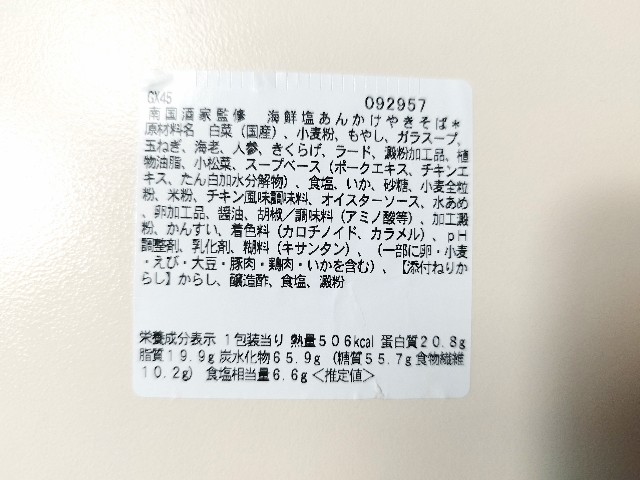 GX45
092957
南国酒家監修 海鮮塩あんかけやきそば*
原材料名 白菜（国産）、小麦粉、もやし、ガラスープ、
玉ねぎ、海老、人参、きくらげ、ラード、澱粉加工品、植
物油脂、小松菜、スープベース（ポークエキス、チキンエ
キス、たん白加水分解物）、食塩、いか、砂糖、小麦全粒
粉、米粉、チキン風味調味料、オイスターソース、水あめ
、卵加工品、醤油、胡椒／調味料（アミノ酸等）、加工澱
粉、かんすい、着色料（カロチノイド、カラメル）、pH
調整剤、乳化剤、糊料（キサンタン）、（一部に卵・小麦
・えび・大豆・豚肉・鶏肉・いかを含む）、【添付ねりか
らし】からし、醸造酢、食塩、澱粉
栄養成分表示 1包装当り 熱量506kcal 蛋白質20.8g
脂質19.9g 炭水化物65.9g（糖質55.7g 食物繊維
10.2g） 食塩相当量6.6g＜推定値＞